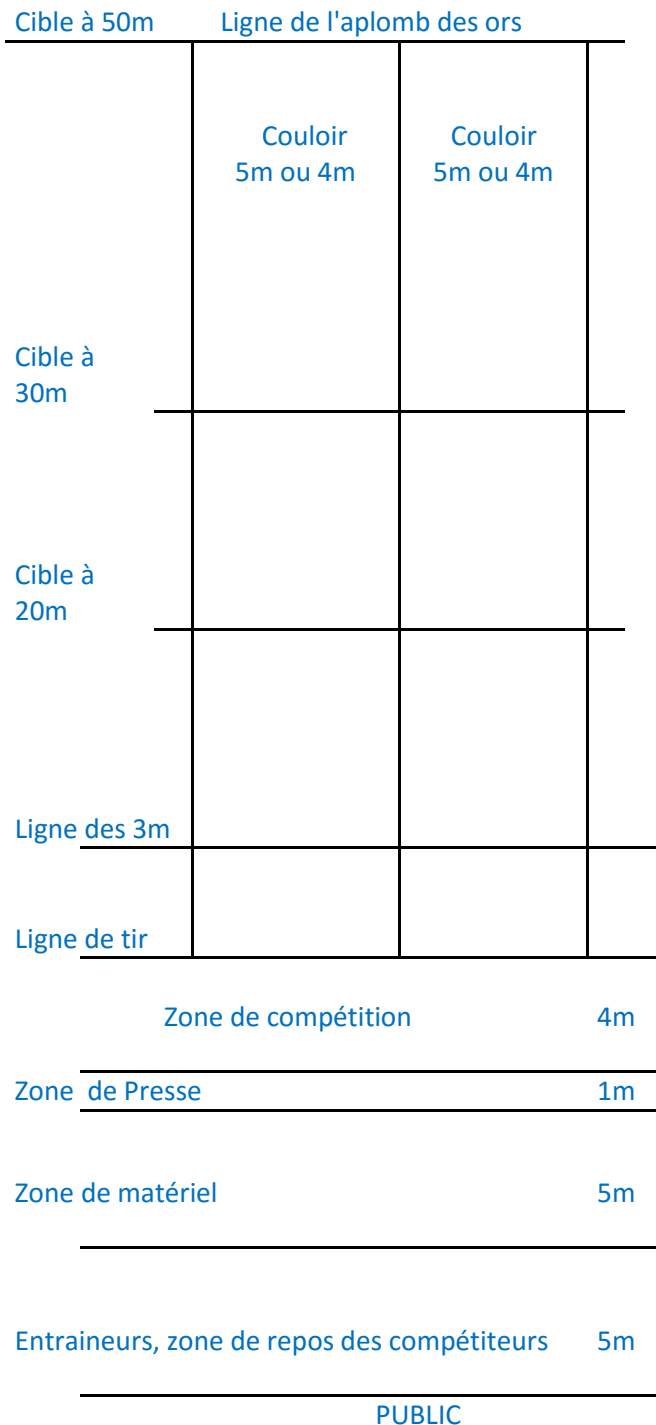 Cible à 50m Ligne de l'aplomb des ors
Couloir Couloir
5m ou 4m 5m ou 4m
Cible à
30m
Cible à
20m
Ligne des 3m
Ligne de tir
Zone de compétition 4m
Zone de Presse 1m
Zone de matériel 5m
Entraineurs, zone de repos des compétiteurs 5m
PUBLIC